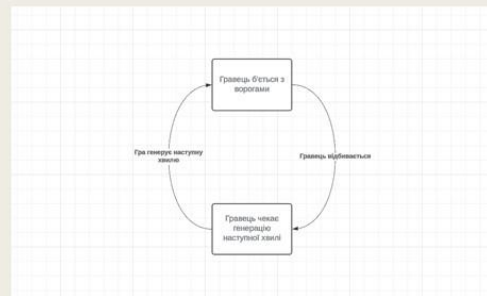 Гравець б'ється з
ворогами
Гра генерує наступну
хвилю
Гравець відбивається
Гравець чекає
генерацію
наступної хвилі